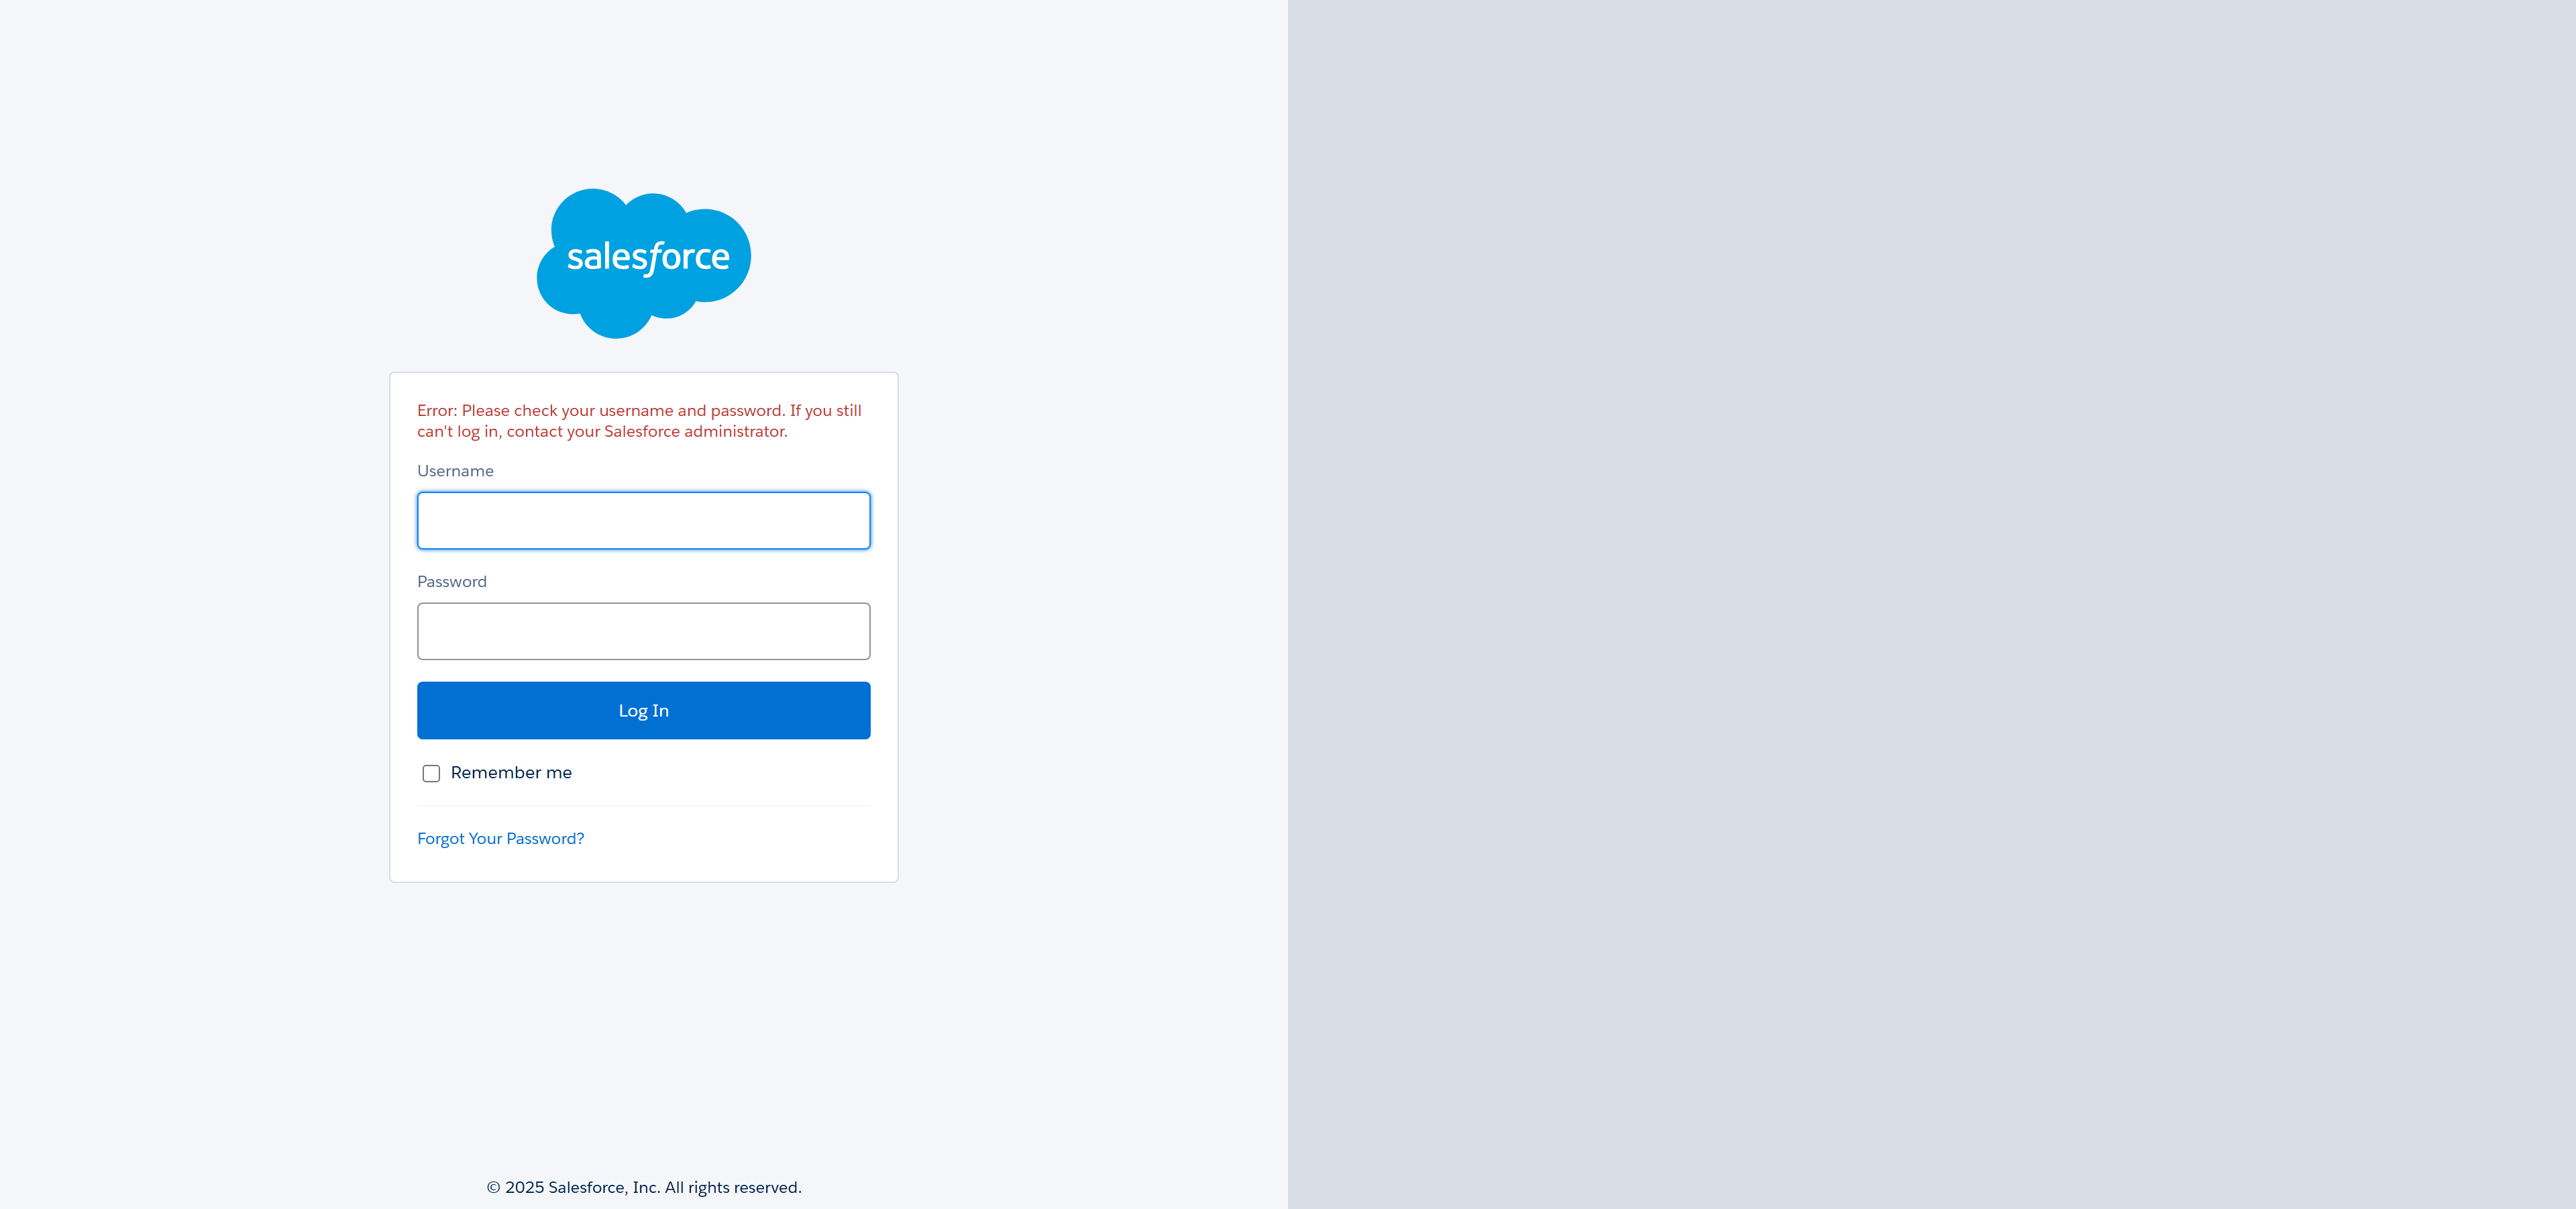 salesforce
Error: Please check your username and password. If you still
can't log in, contact your Salesforce administrator.
Username
Password
Log In
Remember me
Forgot Your Password?
© 2025 Salesforce, Inc. All rights reserved.